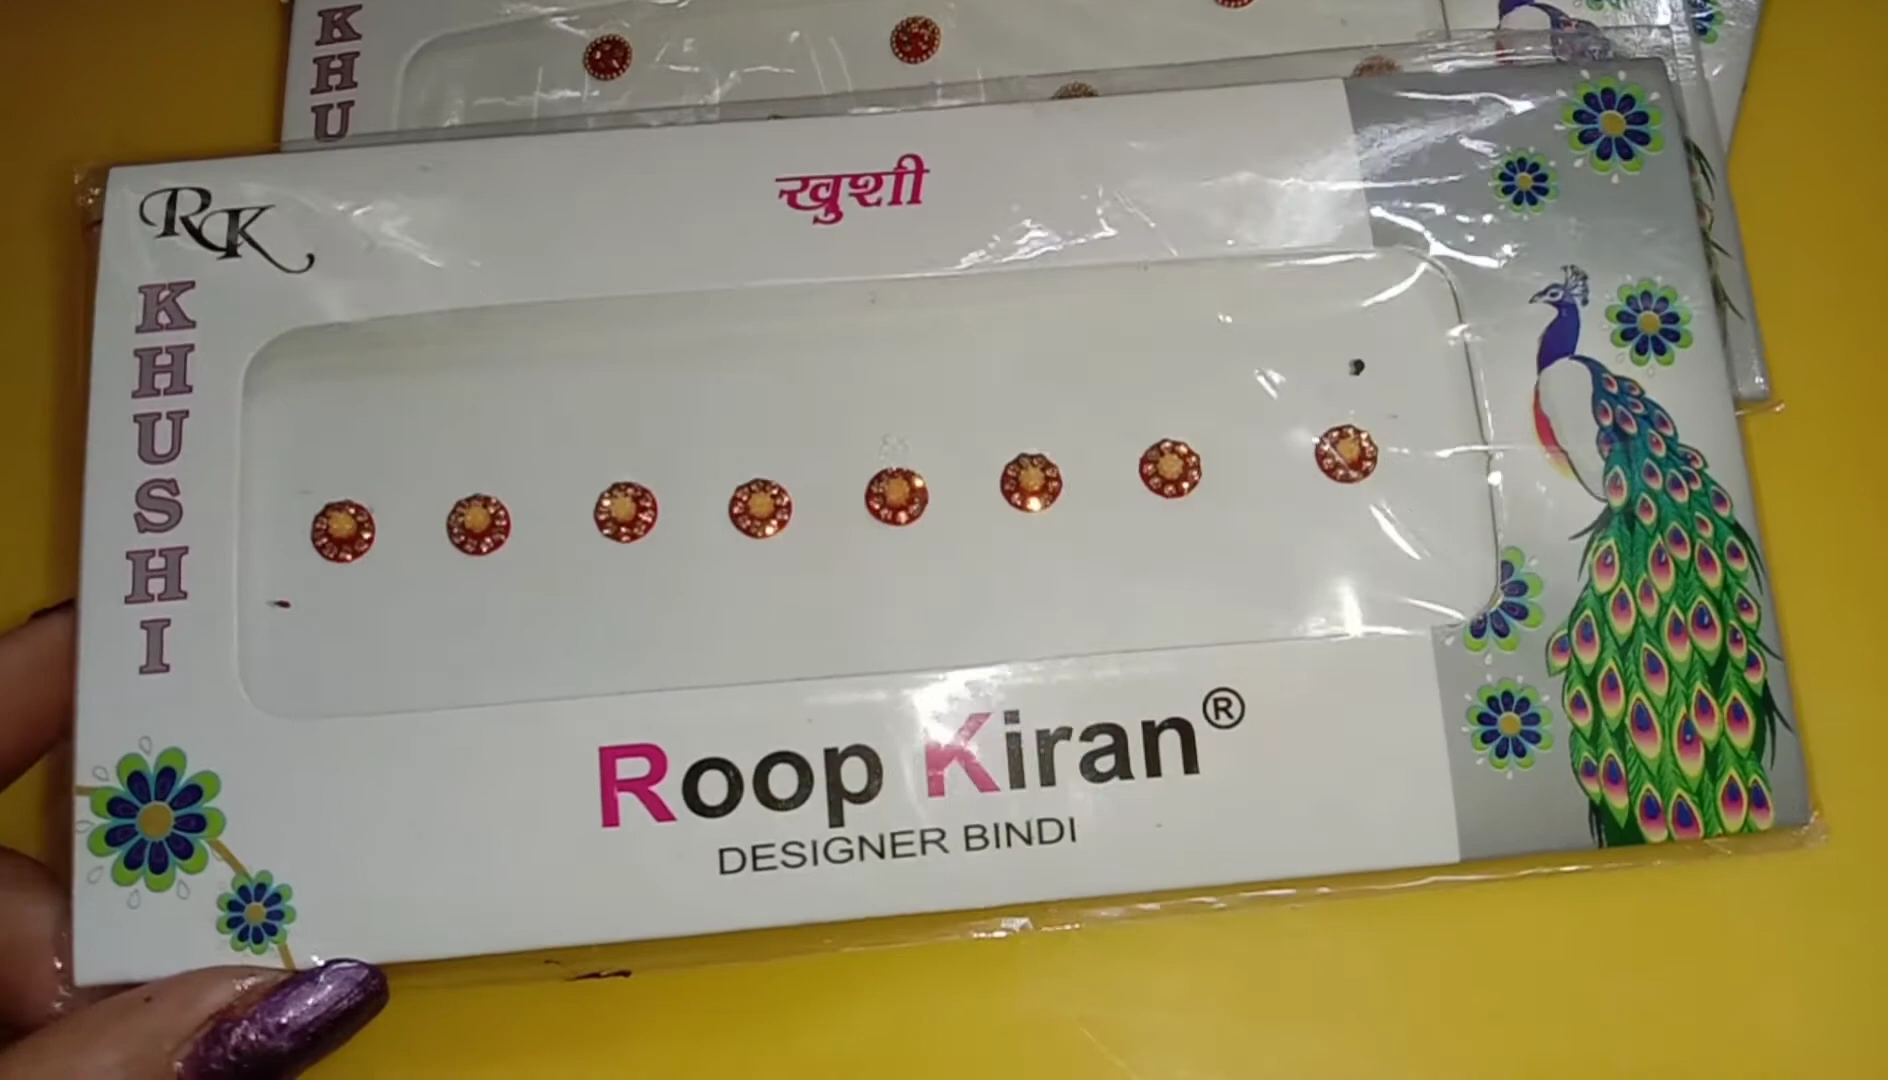 KHU
RK
खुशी
KHUSHI
Roop Kiran®
DESIGNER BINDI